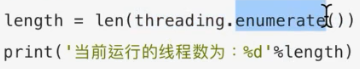 length = len(threading.enumerate())
print('当前运行的线程数为：%d'%length)